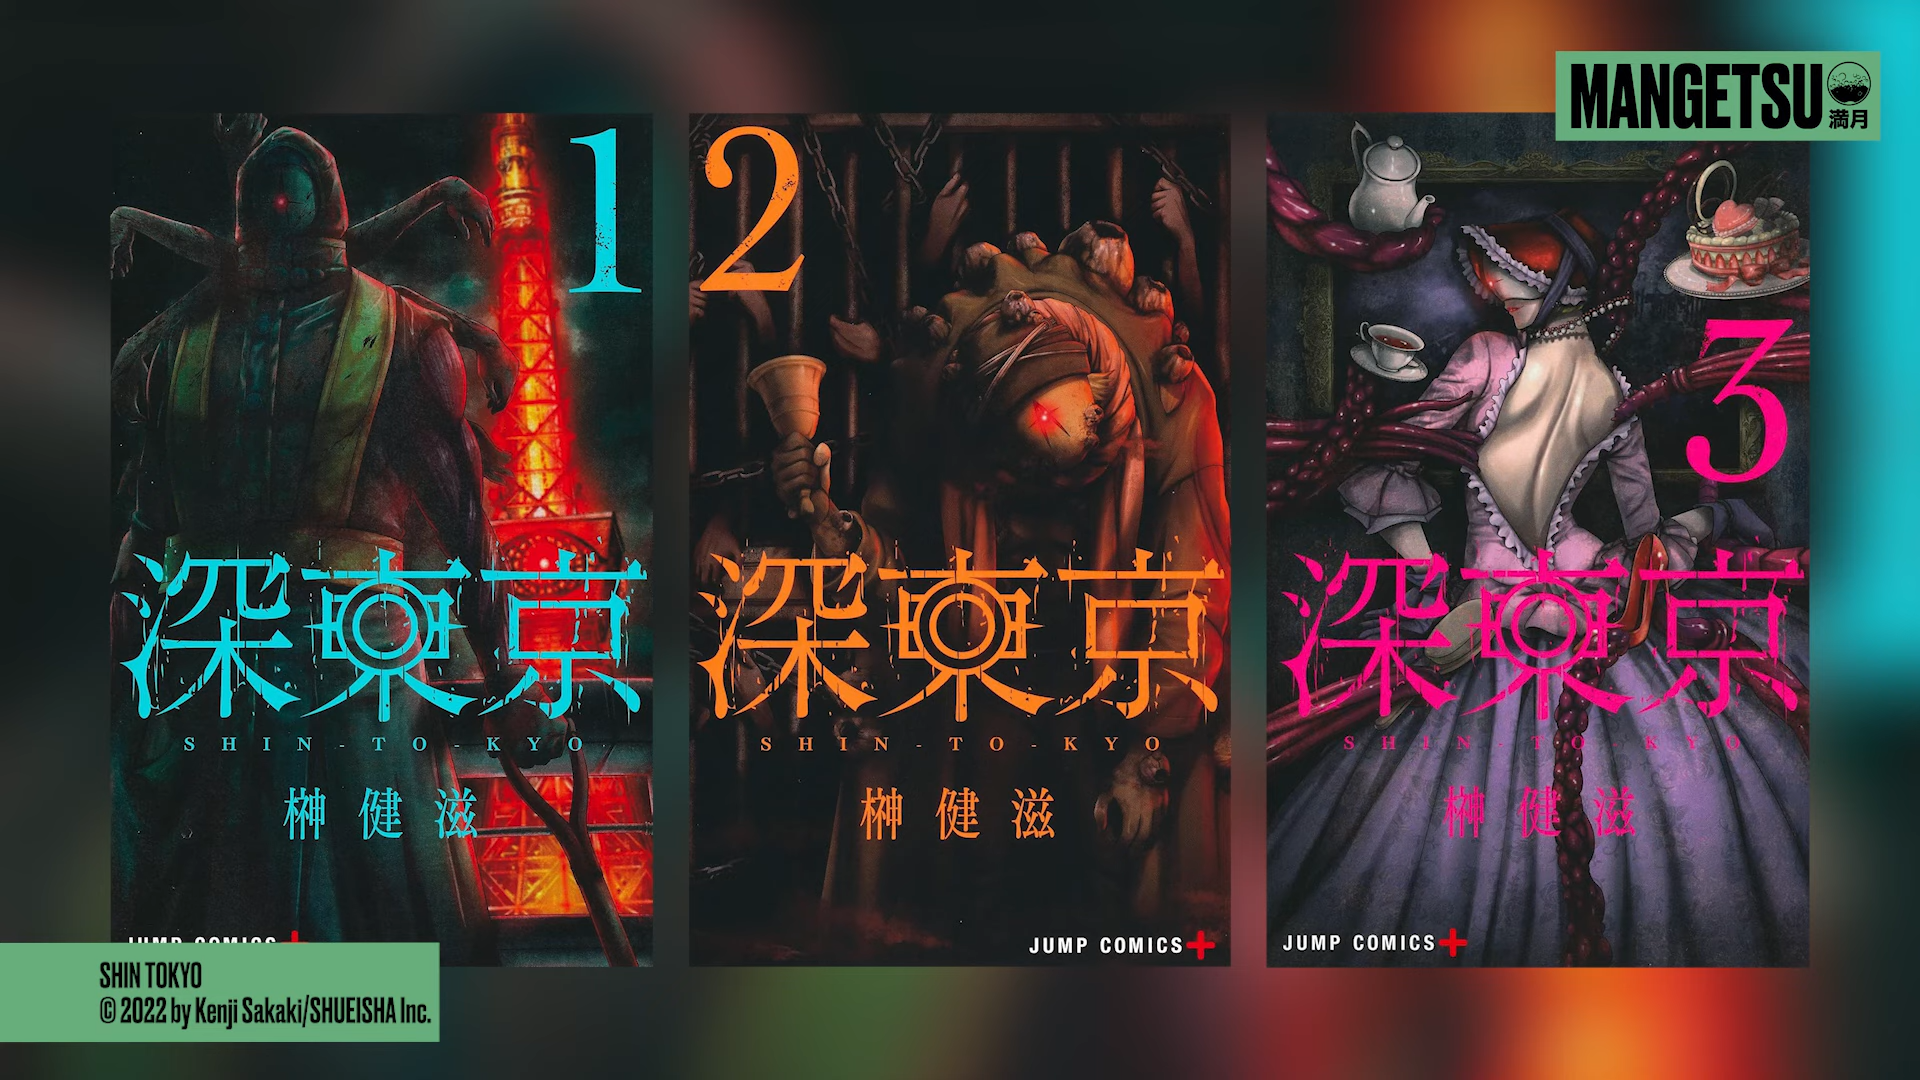 MANGETSU
満月
1
深東京
SHIN-TO-KYO
榊健滋
JUMP COMICS+
2
深東京
SHIN-TO-KYO
榊健滋
JUMP COMICS+
3
深東京
SHIN-TO-KYO
榊健滋
JUMP COMICS+
SHIN TOKYO
© 2022 by Kenji Sakaki/SHUEISHA Inc.